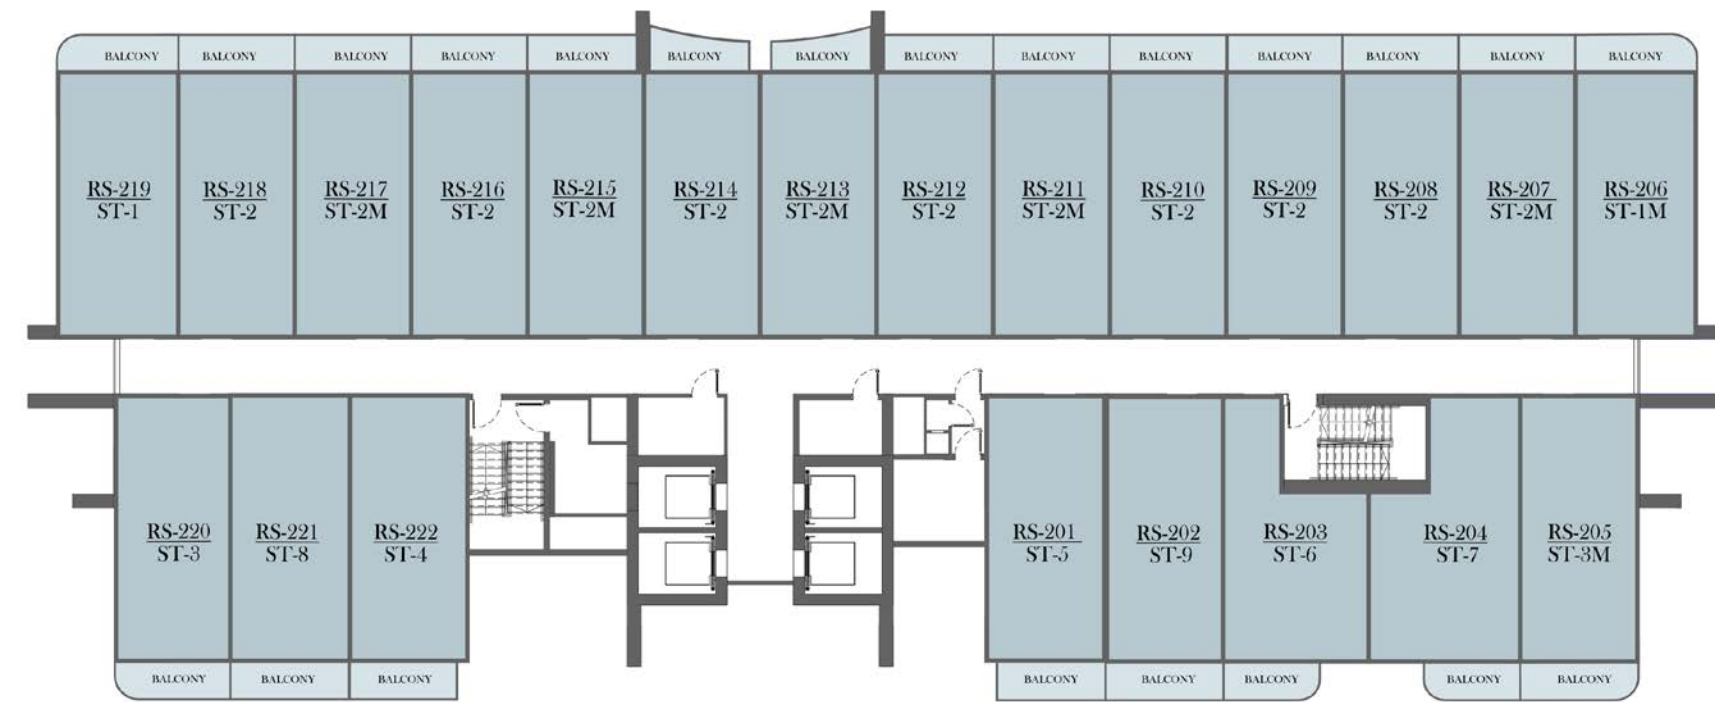 BALCONY BALCONY BALCONY BALCONY BALCONY BALCONY BALCONY BALCONY BALCONY BALCONY BALCONY BALCONY BALCONY BALCONY
RS-219 RS-218 RS-217 RS-216 RS-215 RS-214 RS-213 RS-212 RS-211 RS-210 RS-209 RS-208 RS-207 RS-206
ST-1 ST-2 ST-2M ST-2 ST-2M ST-2 ST-2M ST-2 ST-2M ST-2 ST-2 ST-2 ST-2M ST-1M
RS-220 RS-221 RS-222 RS-201 RS-202 RS-203 RS-204 RS-205
ST-3 ST-8 ST-4 ST-5 ST-9 ST-6 ST-7 ST-3M
BALCONY BALCONY BALCONY BALCONY BALCONY BALCONY BALCONY BALCONY